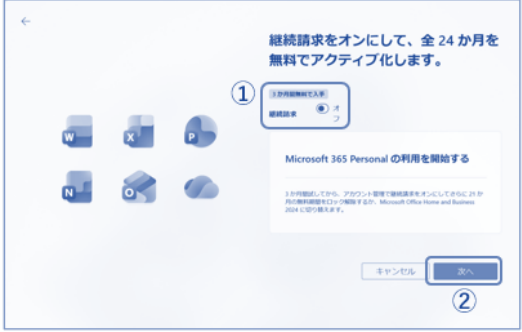 ←
継続請求をオンにして、全 24 か月を
無料でアクティブ化します。
①
3 か月間無料で入手
継続請求
オ
フ
W
X
P
N
O
Microsoft 365 Personal の利用を開始する
3 か月間試してから、アカウント管理で継続請求をオンにしてさらに 21 か
月の無料期間をロック解除するか、Microsoft Office Home and Business
2024 に切り替えます。
キャンセル
次へ
②